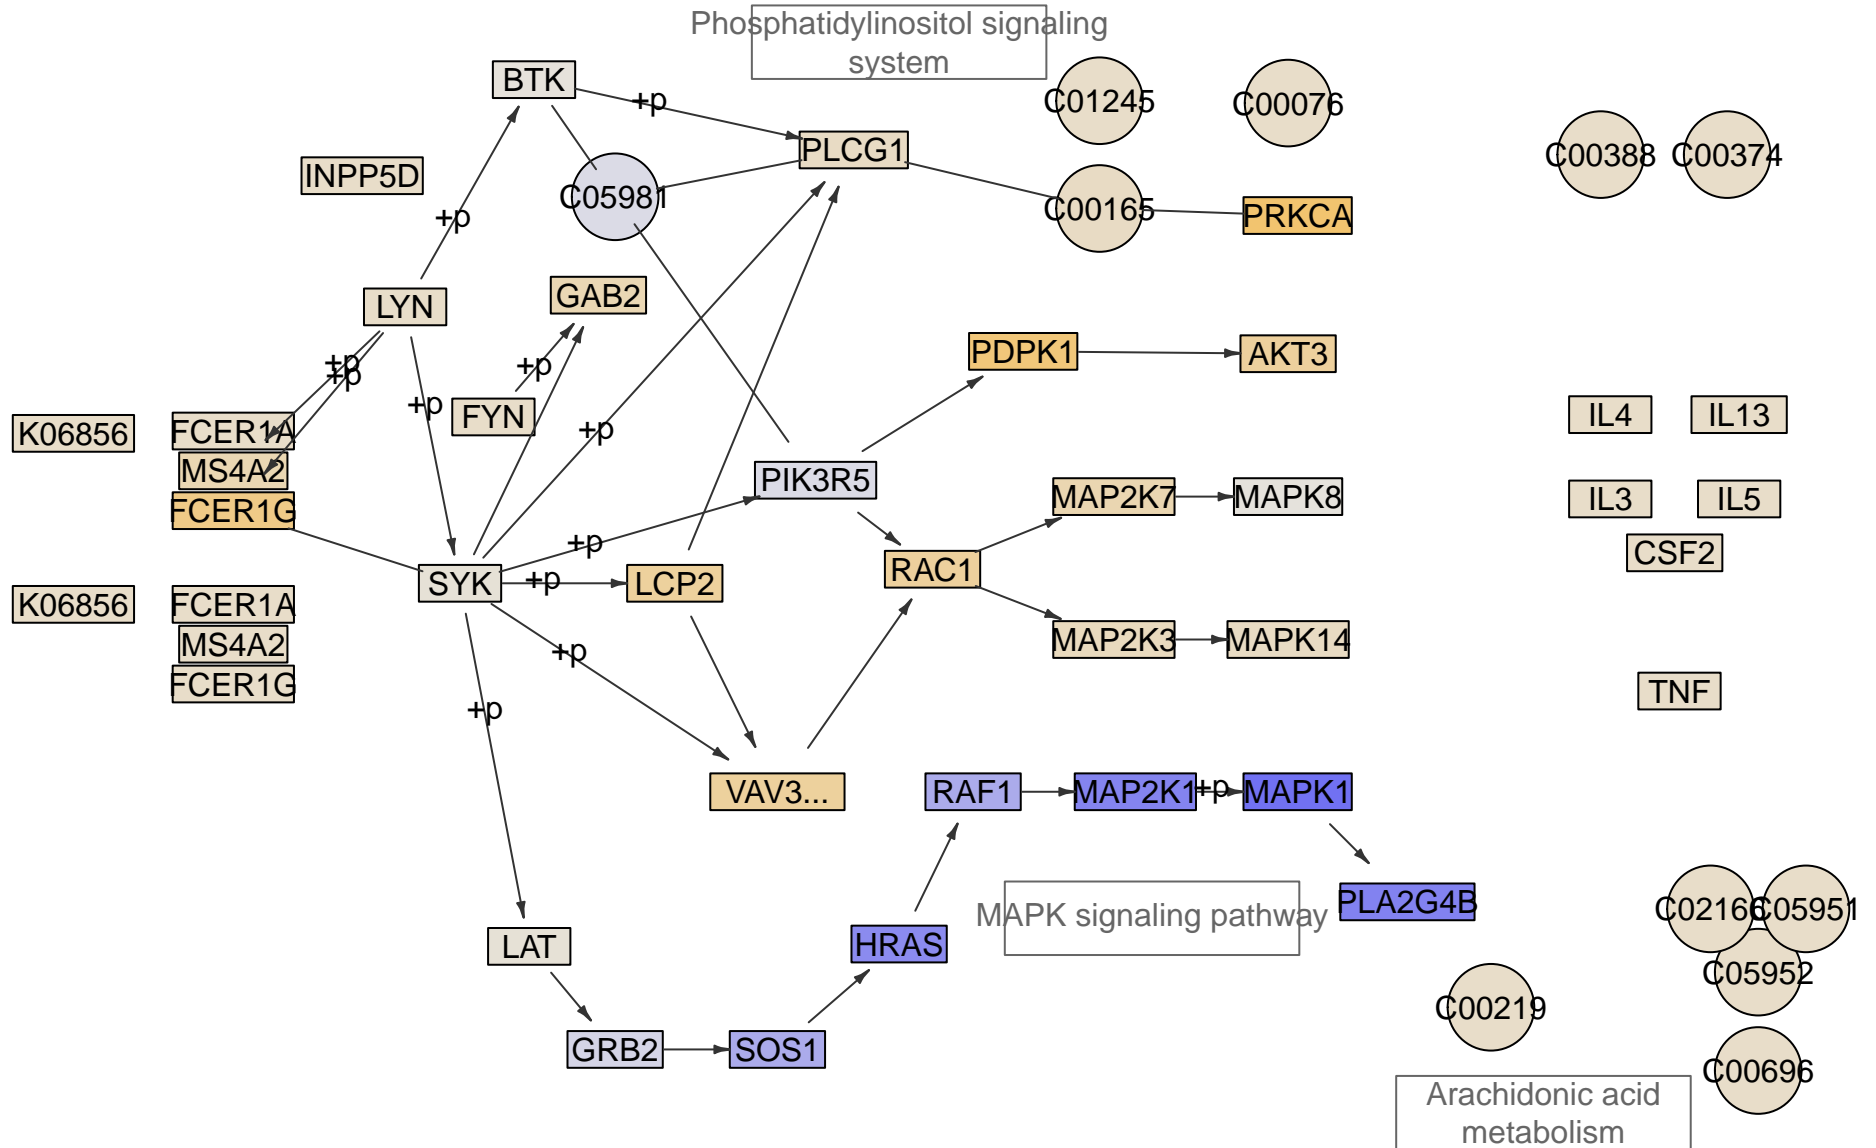 Phosphatidylinositol signaling
system
BTK
+p
C01245
C00076
PLCG1
C00388
C00374
INPP5D
C05981
C00165
PRKCA
+p
LYN
GAB2
PDPK1
AKT3
+p
+p
+p
+p
FYN
+p
IL4
IL13
K06856
FCER1A
MS4A2
FCER1G
PIK3R5
MAP2K7
MAPK8
IL3
IL5
+p
CSF2
SYK
+p
LCP2
RAC1
K06856
FCER1A
MS4A2
FCER1G
+p
MAP2K3
MAPK14
TNF
+p
VAV3...
RAF1
MAP2K1
+p
MAPK1
MAPK signaling pathway
PLA2G4B
C02166
C05951
LAT
HRAS
C05952
C00219
GRB2
SOS1
C00696
Arachidonic acid
metabolism